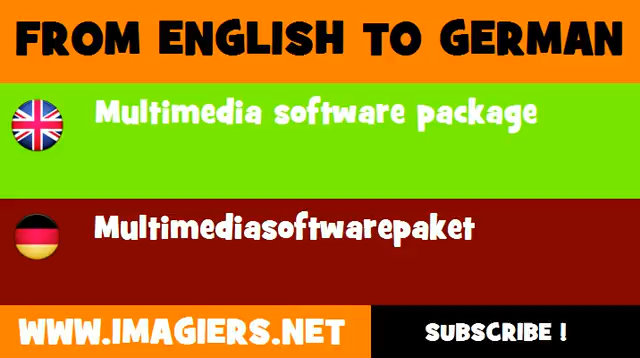 FROM ENGLISH TO GERMAN
Multimedia software package
Multimediasoftwarepaket
WWW.IMAGIERS.NET
SUBSCRIBE !